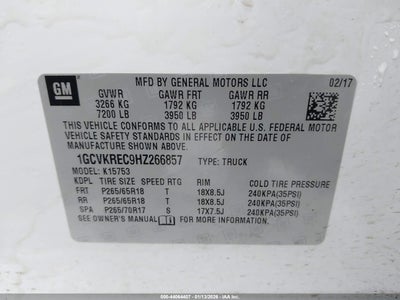 GM
MFD BY GENERAL MOTORS LLC 02/17
GVWR GAWR FRT GAWR RR
3266 KG 1792 KG 1792 KG
7200 LB 3950 LB 3950 LB
THIS VEHICLE CONFORMS TO ALL APPLICABLE U.S. FEDERAL MOTOR
VEHICLE SAFETY STANDARDS IN EFFECT ON THE DATE OF
MANUFACTURE SHOWN ABOVE.
1GCVKREC9HZ266857 TYPE: TRUCK
MODEL: K15753
KDPL TIRE SIZE SPEED RTG RIM COLD TIRE PRESSURE
FRT P265/65R18 T 18X8.5J 240KPA(35PSI)
RR P265/65R18 T 18X8.5J 240KPA(35PSI)
SPA P265/70R17 S 17X7.5J 240KPA(35PSI)
SEE OWNER'S MANUAL FOR MORE INFORMATION.